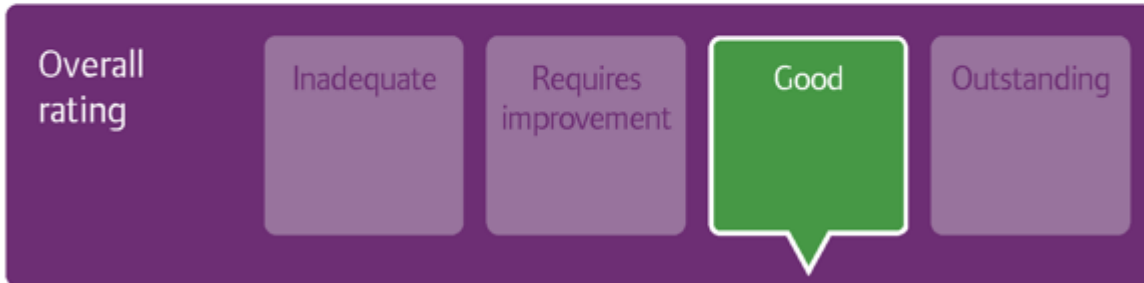 Overall
rating
Inadequate
Requires
improvement
Good
Outstanding